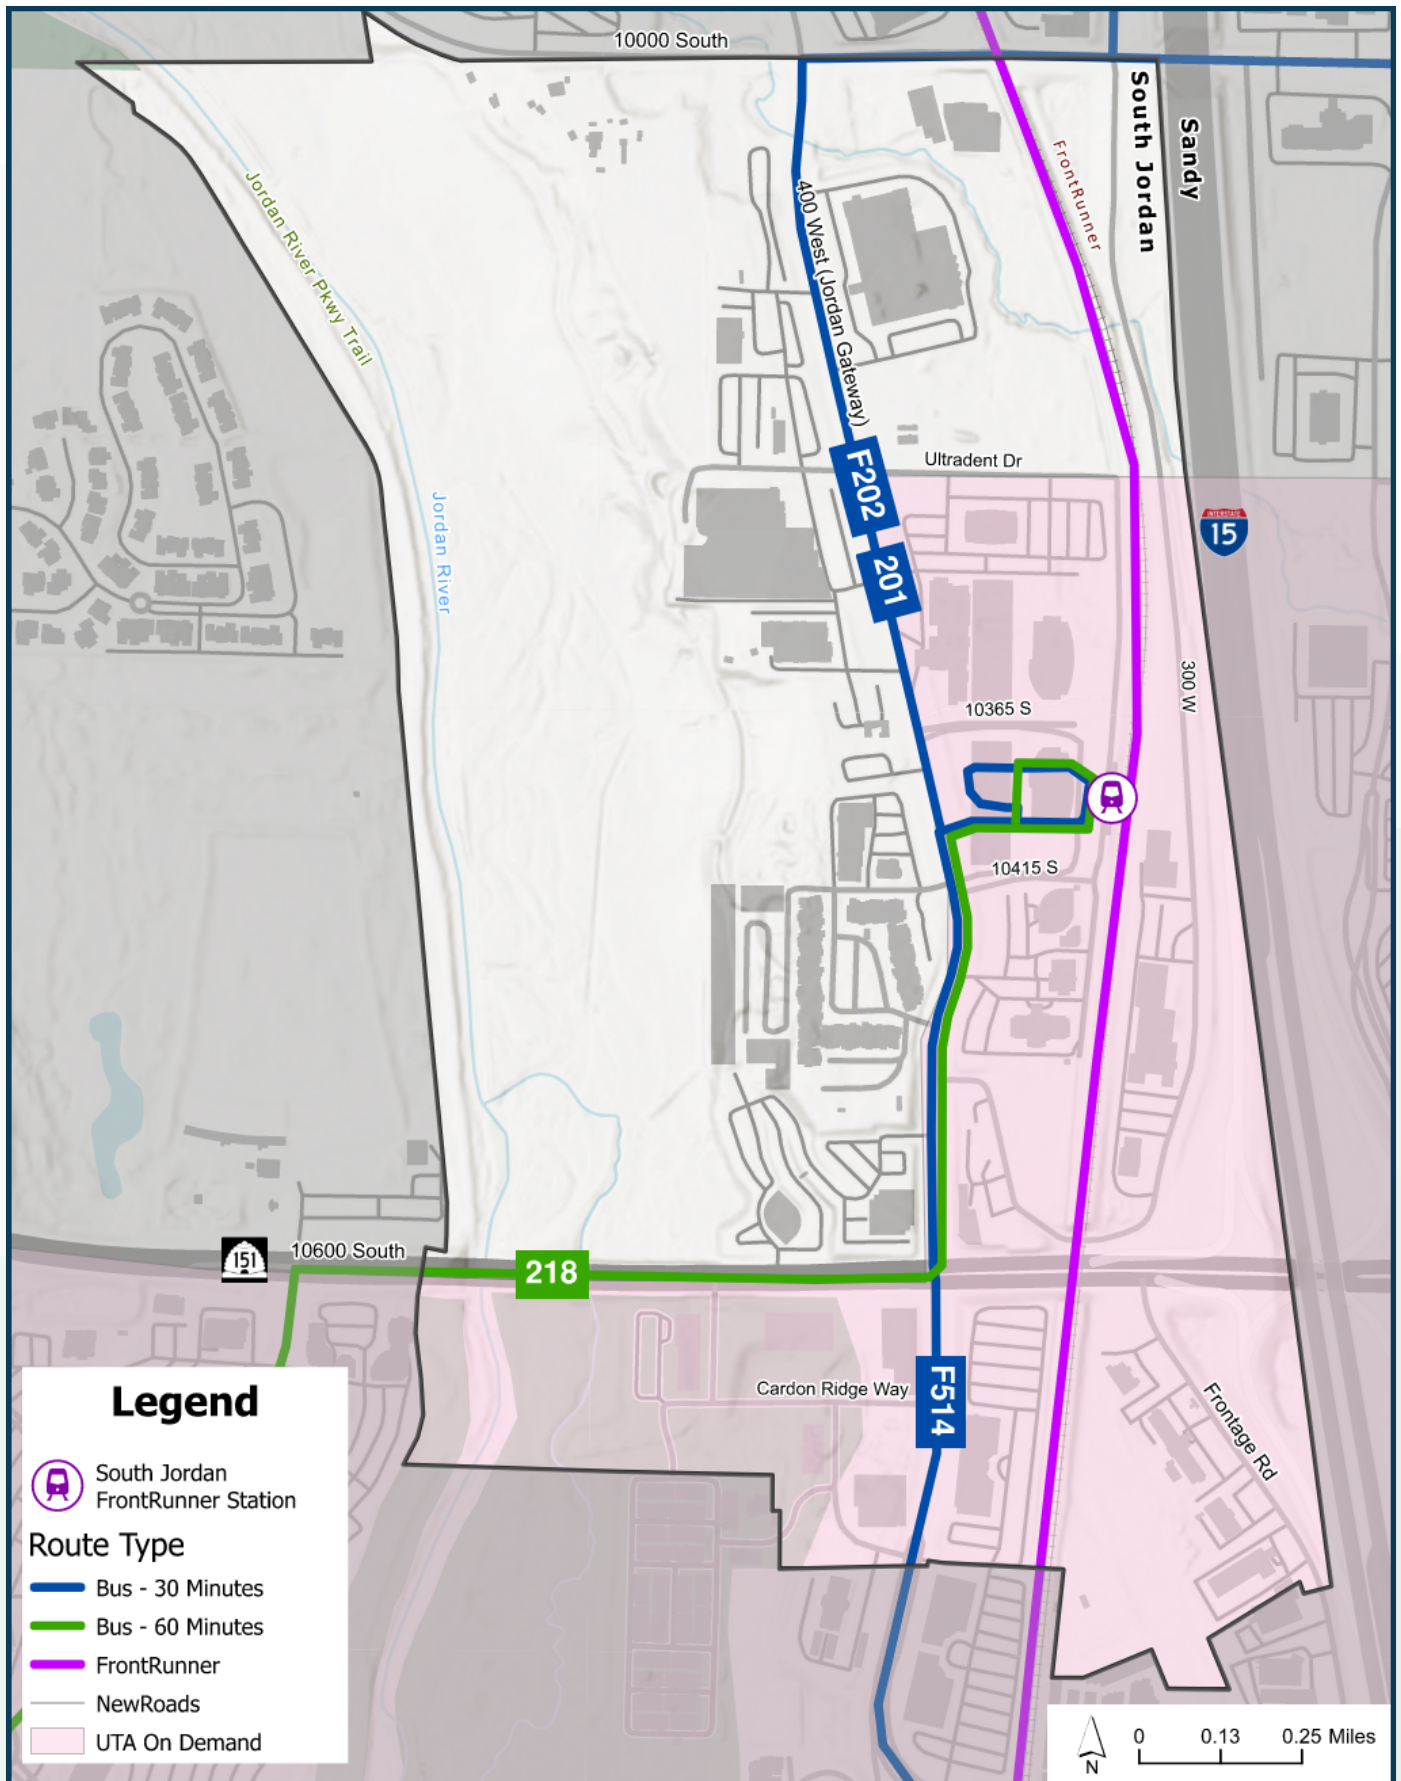 10000 South
South Jordan
Sandy
FrontRunner
Jordan River Pkwy Trail
400 West (Jordan Gateway)
F202
Ultradent Dr
Jordan River
INTERSTATE
15
201
300 W
10365 S
10415 S
151
10600 South
218
F514
Cardon Ridge Way
Frontage Rd
Legend
South Jordan
FrontRunner Station
Route Type
Bus - 30 Minutes
Bus - 60 Minutes
FrontRunner
NewRoads
UTA On Demand
N
0 0.13 0.25 Miles